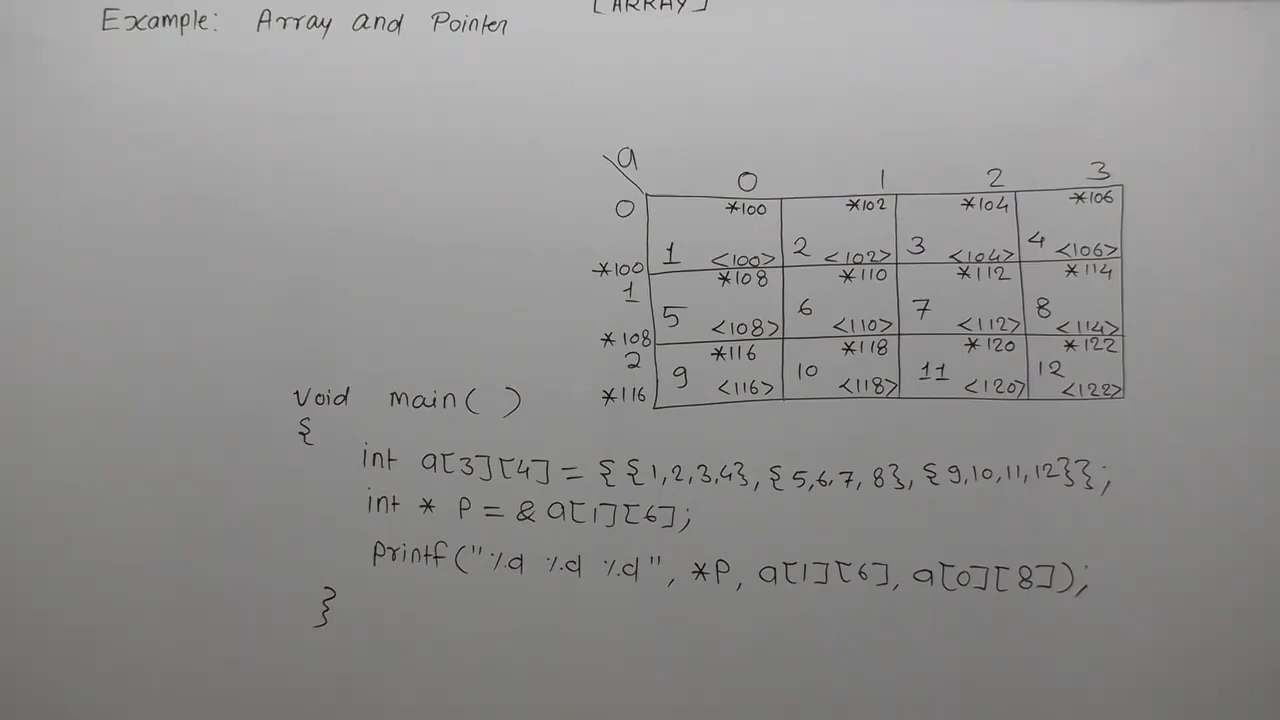 [ARRAY]
Example: Array and Pointer
a
0 1 2 3
0 *100 *102 *104 *106
1 <100> 2 <102> 3 <104> 4 <106>
*100
1 *108 *110 *112 *114
5 <108> 6 <110> 7 <112> 8 <114>
*108
2 *116 *118 *120 *122
9 <116> 10 <118> 11 <120> 12 <122>
*116
void main( )
{
int a[3][4] = {{1,2,3,4}, {5,6,7,8}, {9,10,11,12}};
int * P = & a[1][6];
printf("%d %d %d", *P, a[1][6], a[0][8]);
}